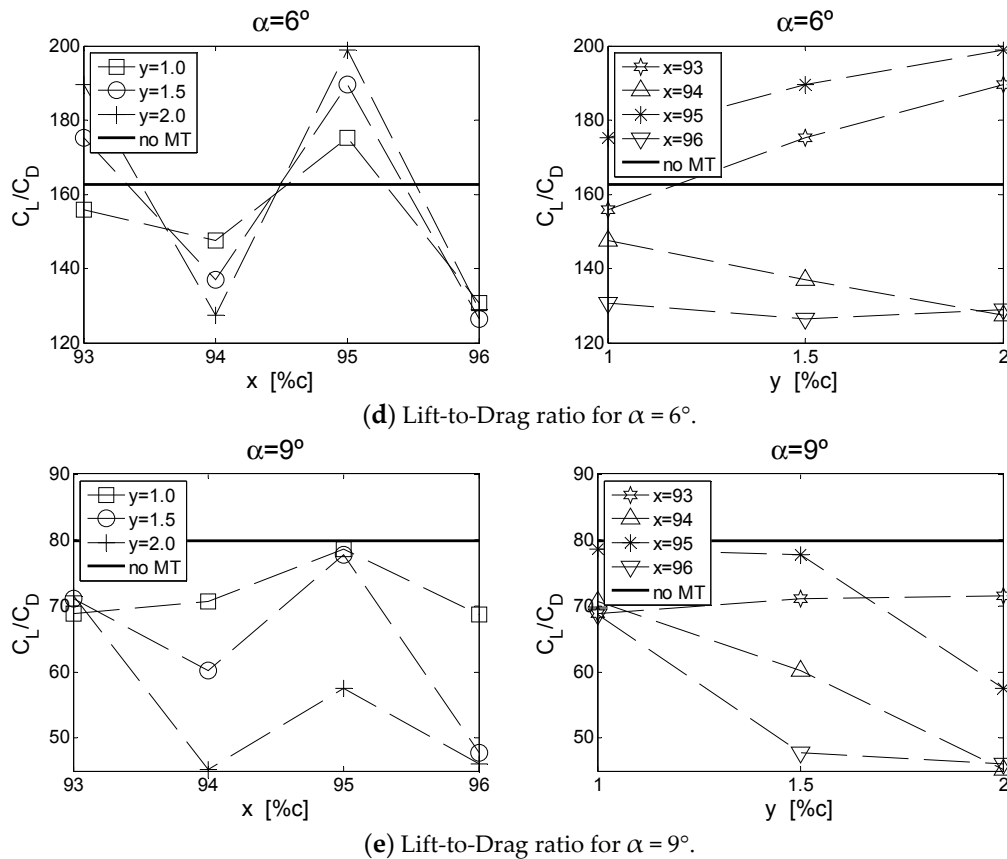 α=6º
α=6º
200
180
160
140
120
C_L/C_D
y=1.0
y=1.5
y=2.0
no MT
93
94
95
96
x [%c]
200
180
160
140
120
C_L/C_D
x=93
x=94
x=95
x=96
no MT
1
1.5
2
y [%c]
(d) Lift-to-Drag ratio for α = 6°.
α=9º
α=9º
90
80
70
60
50
C_L/C_D
y=1.0
y=1.5
y=2.0
no MT
93
94
95
96
x [%c]
90
80
70
60
50
C_L/C_D
x=93
x=94
x=95
x=96
no MT
1
1.5
2
y [%c]
(e) Lift-to-Drag ratio for α = 9°.